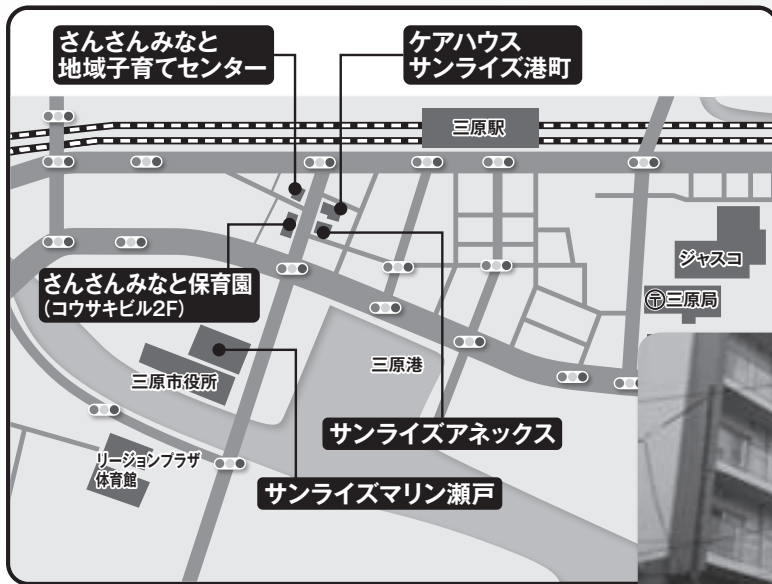 さんさんみなと
地域子育てセンター
ケアハウス
サンライズ港町
三原駅
ジャスコ
〒三原局
さんさんみなと保育園
(コウサキビル2F)
三原港
三原市役所
サンライズアネックス
リージョンプラザ
体育館
サンライズマリン瀬戸